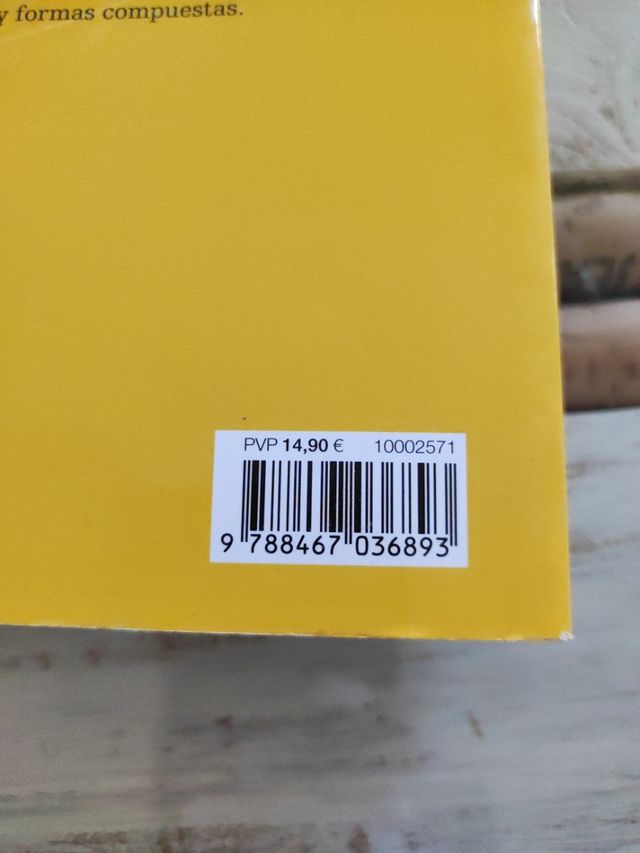 y formas compuestas.
PVP 14,90 € 10002571
9 788467 036893